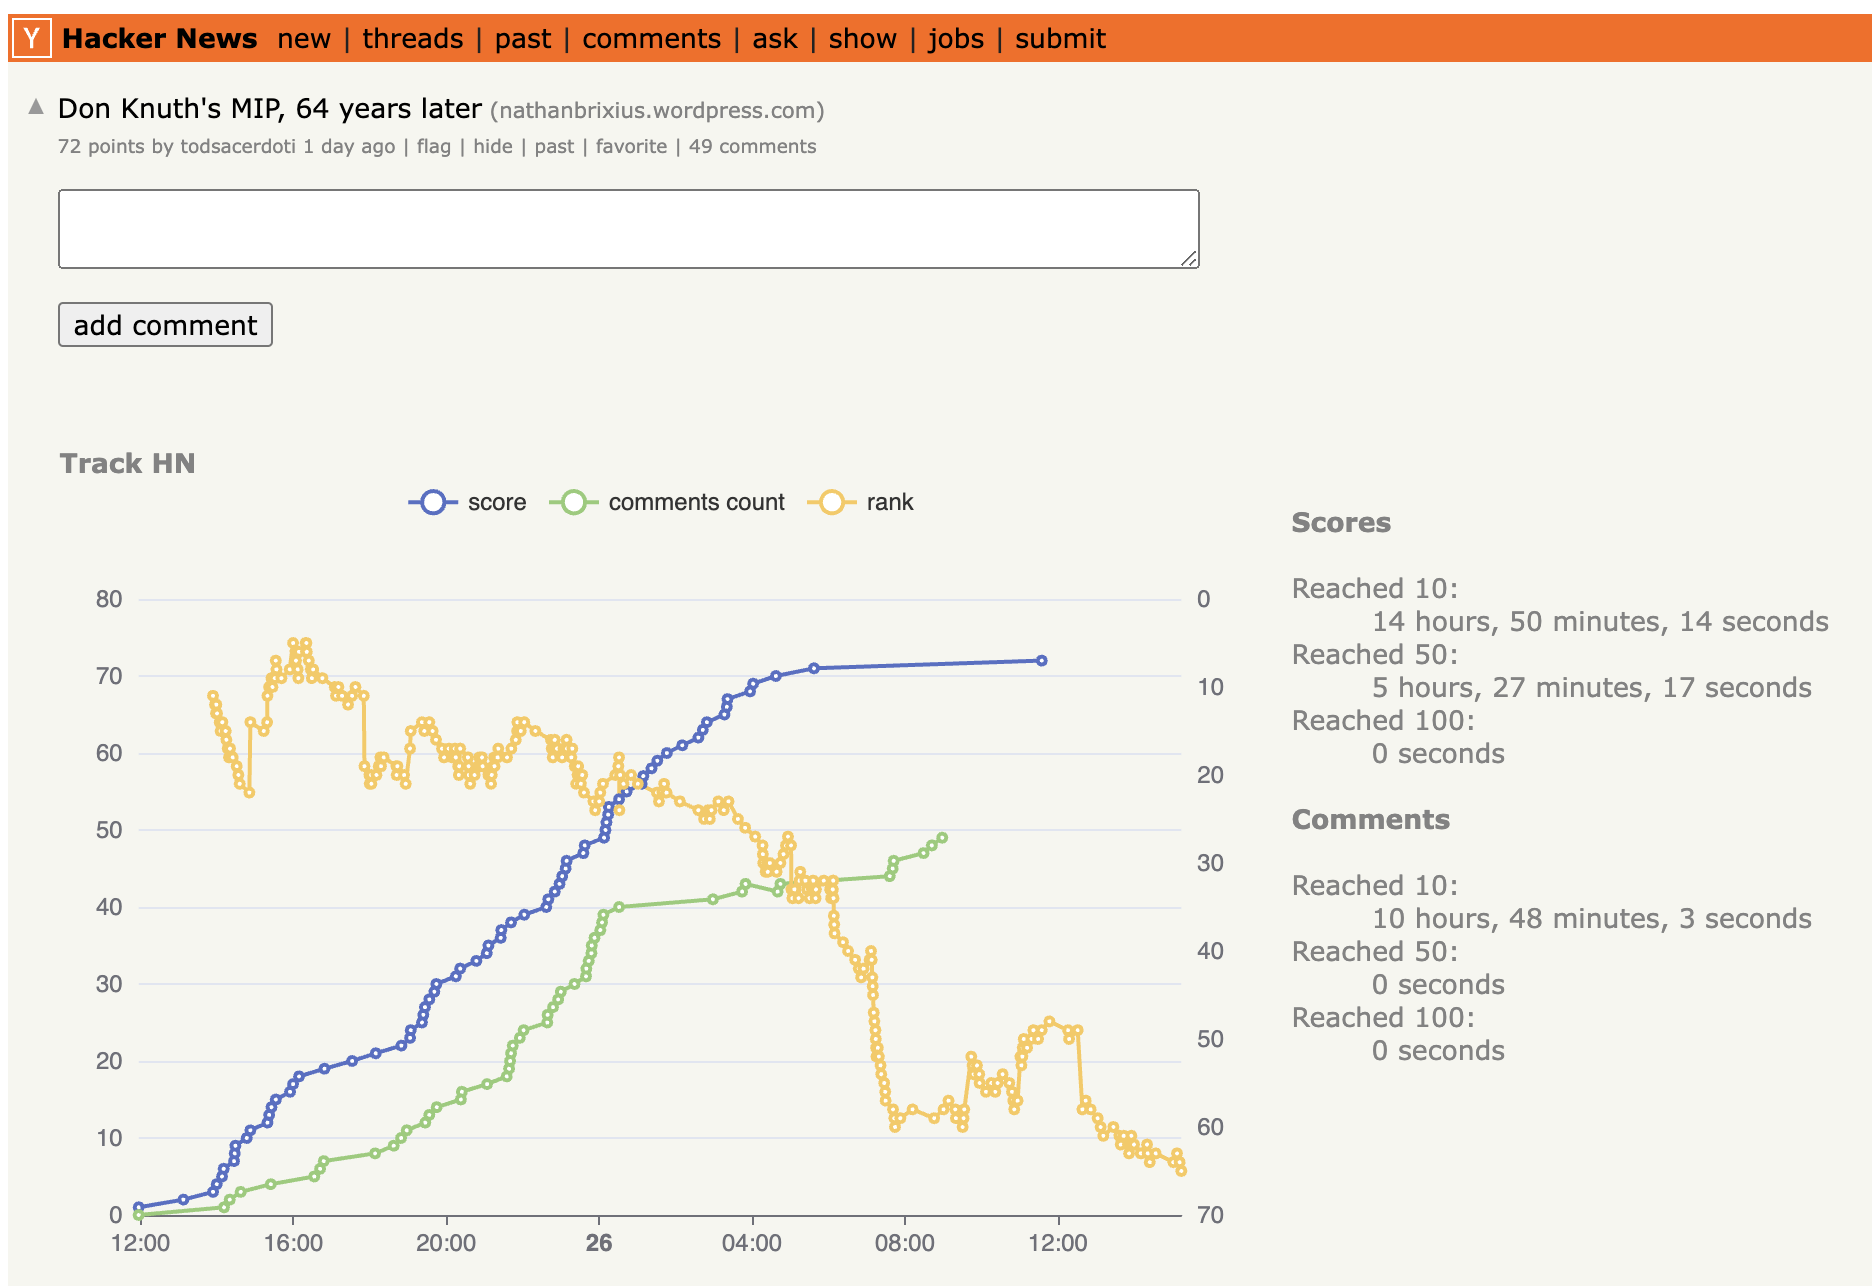 Y Hacker News new | threads | past | comments | ask | show | jobs | submit
▲ Don Knuth's MIP, 64 years later (nathanbrixius.wordpress.com)
72 points by todsacerdoti 1 day ago | flag | hide | past | favorite | 49 comments
add comment
Track HN
score comments count rank
80
70
60
50
40
30
20
10
0
0
10
20
30
40
50
60
70
12:00 16:00 20:00 26 04:00 08:00 12:00
Scores
Reached 10:
14 hours, 50 minutes, 14 seconds
Reached 50:
5 hours, 27 minutes, 17 seconds
Reached 100:
0 seconds
Comments
Reached 10:
10 hours, 48 minutes, 3 seconds
Reached 50:
0 seconds
Reached 100:
0 seconds